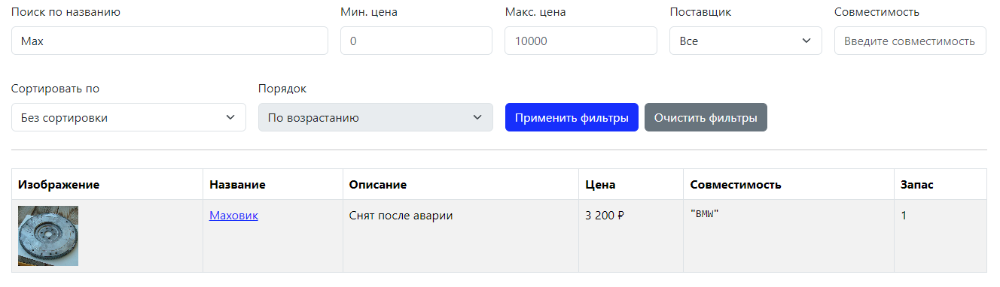 Поиск по названию Мин. цена Макс. цена Поставщик Совместимость
Мах 0 10000 Все Введите совместимость
Сортировать по Порядок
Без сортировки По возрастанию Применить фильтры Очистить фильтры
Изображение Название Описание Цена Совместимость Запас
Маховик Снят после аварии 3 200 ₽ "BMW" 1